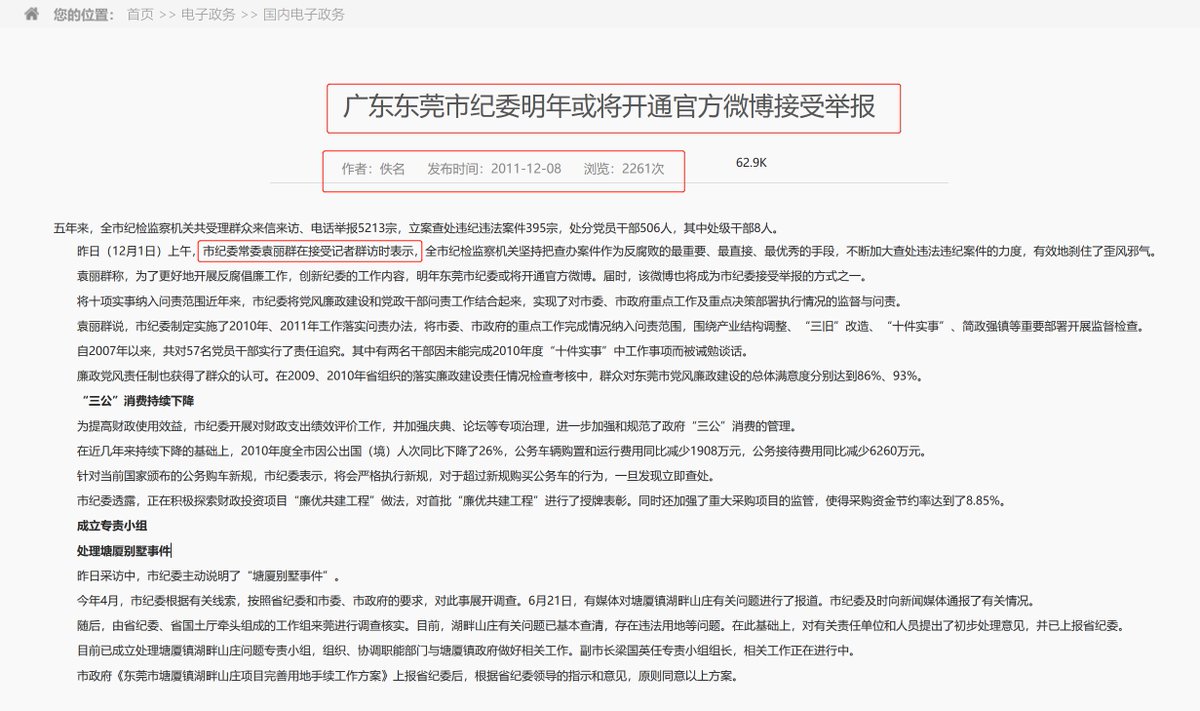 您的位置： 首页 >> 电子政务 >> 国内电子政务
广东东莞市纪委明年或将开通官方微博接受举报
作者：佚名 发布时间：2011-12-08 浏览：2261次 62.9K
五年来，全市纪检监察机关共受理群众来信来访、电话举报5213宗，立案查处违纪违法案件395宗，处分党员干部506人，其中处级干部8人。
昨日（12月1日）上午，市纪委常委袁丽群在接受记者群访时表示，全市纪检监察机关坚持把查办案件作为反腐败的最重要、最直接、最优秀的手段，不断加大查处违法违纪案件的力度，有效地刹住了歪风邪气。
袁丽群称，为了更好地开展反腐倡廉工作，创新纪委的工作内容，明年东莞市纪委或将开通官方微博。届时，该微博也将成为市纪委接受举报的方式之一。
将十项实事纳入问责范围近年来，市纪委将党风廉政建设和党政干部问责工作结合起来，实现了对市委、市政府重点工作及重点决策部署执行情况的监督与问责。
袁丽群说，市纪委制定实施了2010年、2011年工作落实问责办法，将市委、市政府的重点工作完成情况纳入问责范围，围绕产业结构调整、“三旧”改造、“十件实事”、简政强镇等重要部署开展监督检查。
自2007年以来，共对57名党员干部实行了责任追究。其中有两名干部因未能完成2010年度“十件实事”中工作事项而被诫勉谈话。
廉政党风责任制也获得了群众的认可。在2009、2010年省组织的落实廉政建设责任情况检查考核中，群众对东莞市党风廉政建设的总体满意度分别达到86%、93%。
“三公”消费持续下降
为提高财政使用效益，市纪委开展对财政支出绩效评价工作，并加强庆典、论坛等专项治理，进一步加强和规范了政府“三公”消费的管理。
在近几年来持续下降的基础上，2010年度全市因公出国（境）人次同比下降了26%，公务车辆购置和运行费用同比减少1908万元，公务接待费用同比减少6260万元。
针对当前国家颁布的公务购车新规，市纪委表示，将会严格执行新规，对于超过新规购买公务车的行为，一旦发现立即查处。
市纪委透露，正在积极探索财政投资项目“廉优共建工程”做法，对首批“廉优共建工程”进行了授牌表彰。同时还加强了重大采购项目的监管，使得采购资金节约率达到了8.85%。
成立专责小组
处理塘厦别墅事件
昨日采访中，市纪委主动说明了“塘厦别墅事件”。
今年4月，市纪委根据有关线索，按照省纪委和市委、市政府的要求，对此事展开调查。6月21日，有媒体对塘厦镇湖畔山庄有关问题进行了报道。市纪委及时向新闻媒体通报了有关情况。
随后，由省纪委、省国土厅牵头组成的工作组来莞进行调查核实。目前，湖畔山庄有关问题已基本查清，存在违法用地等问题。在此基础上，对有关责任单位和人员提出了初步处理意见，并已上报省纪委。
目前已成立处理塘厦镇湖畔山庄问题专责小组，组织、协调职能部门与塘厦镇政府做好相关工作。副市长梁国英任专责小组组长，相关工作正在进行中。
市政府《东莞市塘厦镇湖畔山庄项目完善用地手续工作方案》上报省纪委后，根据省纪委领导的指示和意见，原则同意以上方案。